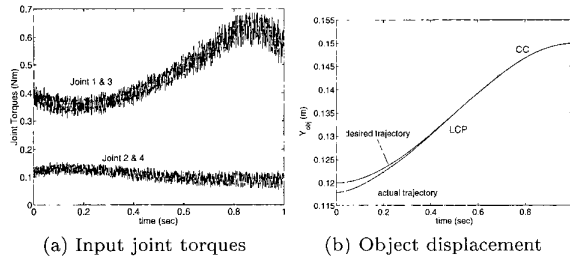 0.7
0.6
0.5
0.4
0.3
0.2
0.1
0
Joint Torques (Nm)
Joint 1 & 3
Joint 2 & 4
0 0.2 0.4 0.6 0.8 1
time (sec)
(a) Input joint torques
0.155
0.15
0.145
0.14
0.135
0.13
0.125
0.12
0.115
Y_obj (m)
CC
LCP
desired trajectory
actual trajectory
0 0.2 0.4 0.6 0.8 1
time (sec)
(b) Object displacement